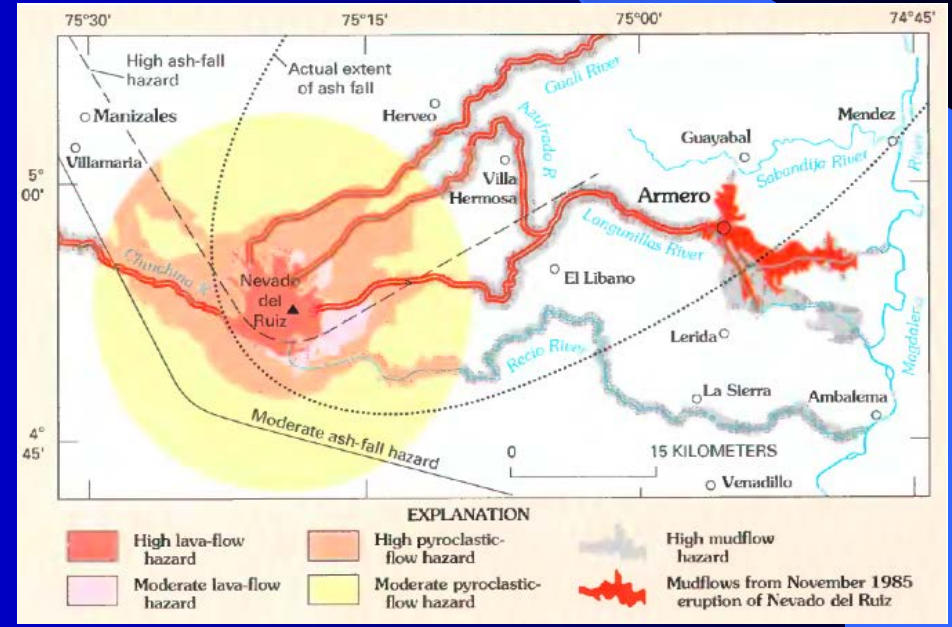 75°30'
75°15'
75°00'
74°45'
High ash-fall
hazard
Actual extent
of ash fall
Guali River
Manizales
Herveo
Azufrado R.
Mendez
Guayabal
Villamaria
Sabandija River
River
5°
00'
Villa
Hermosa
Armero
Langunillas River
Chinchina R.
Nevado
del
Ruiz
El Libano
Magdalena
Lerida
Recio River
La Sierra
Ambalema
4°
45'
Moderate ash-fall hazard
0
15 KILOMETERS
Venadillo
EXPLANATION
High lava-flow
hazard
High pyroclastic-
flow hazard
High mudflow
hazard
Moderate lava-flow
hazard
Moderate pyroclastic-
flow hazard
Mudflows from November 1985
eruption of Nevado del Ruiz